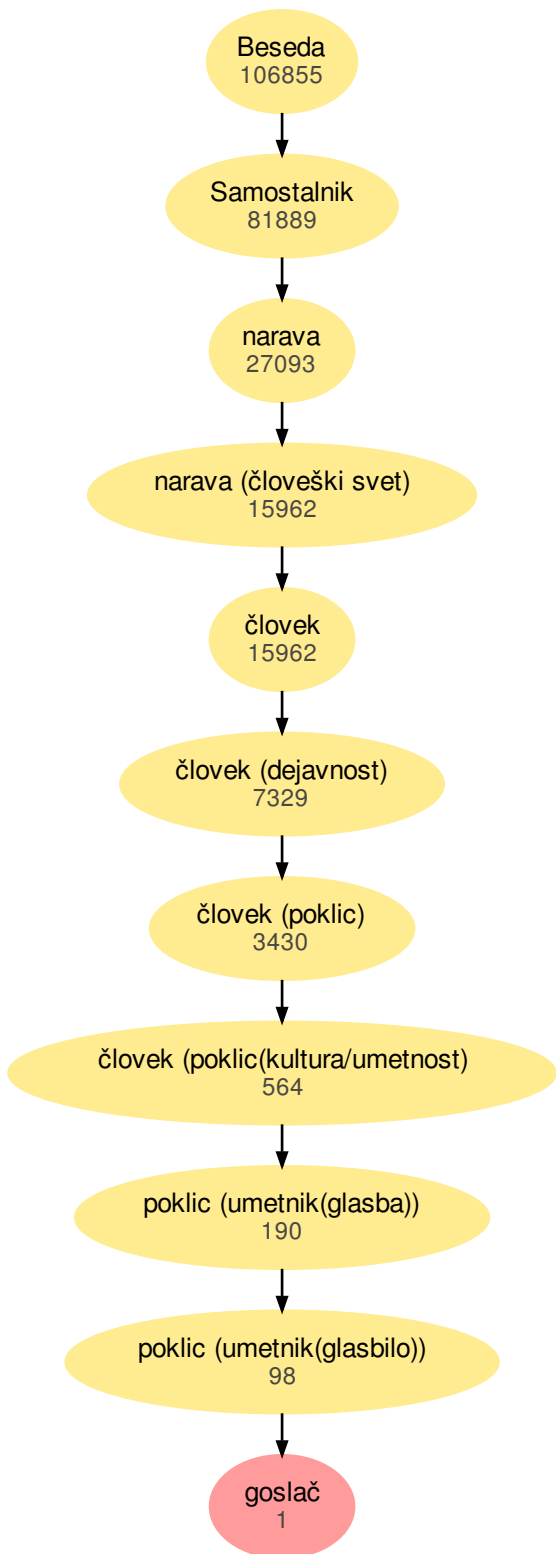 Beseda
106855
Samostalnik
81889
narava
27093
narava (človeški svet)
15962
človek
15962
človek (dejavnost)
7329
človek (poklic)
3430
človek (poklic(kultura/umetnost)
564
poklic (umetnik(glasba))
190
poklic (umetnik(glasbilo))
98
goslač
1